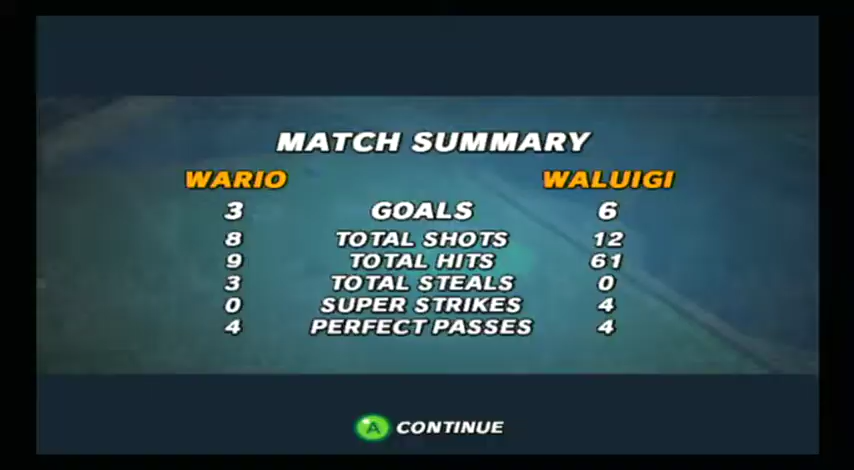 MATCH SUMMARY
WARIO WALUIGI
3 GOALS 6
8 TOTAL SHOTS 12
9 TOTAL HITS 61
3 TOTAL STEALS 0
0 SUPER STRIKES 4
4 PERFECT PASSES 4
A CONTINUE